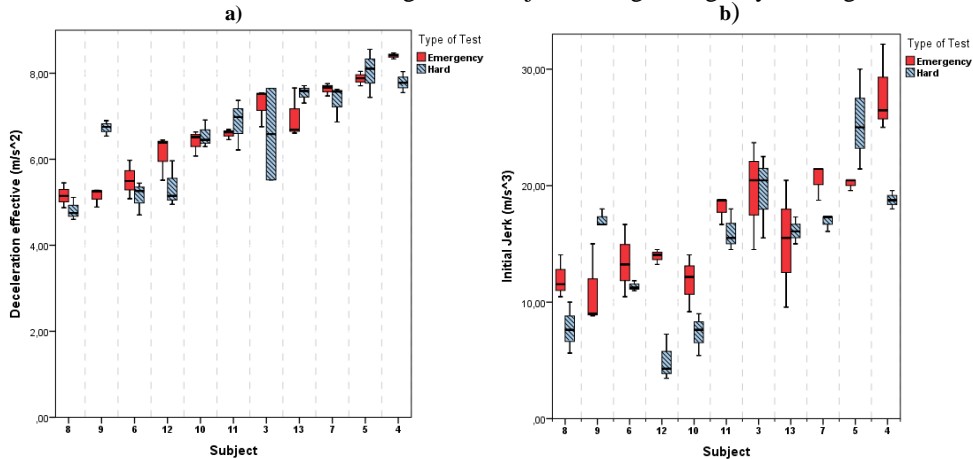 a)
Type of Test
Emergency
Hard
Deceleration effective (m/s^2)
8,00
6,00
4,00
2,00
,00
8 9 6 12 10 11 3 13 7 5 4
Subject
b)
Type of Test
Emergency
Hard
Initial Jerk (m/s^3)
30,00
20,00
10,00
,00
8 9 6 12 10 11 3 13 7 5 4
Subject